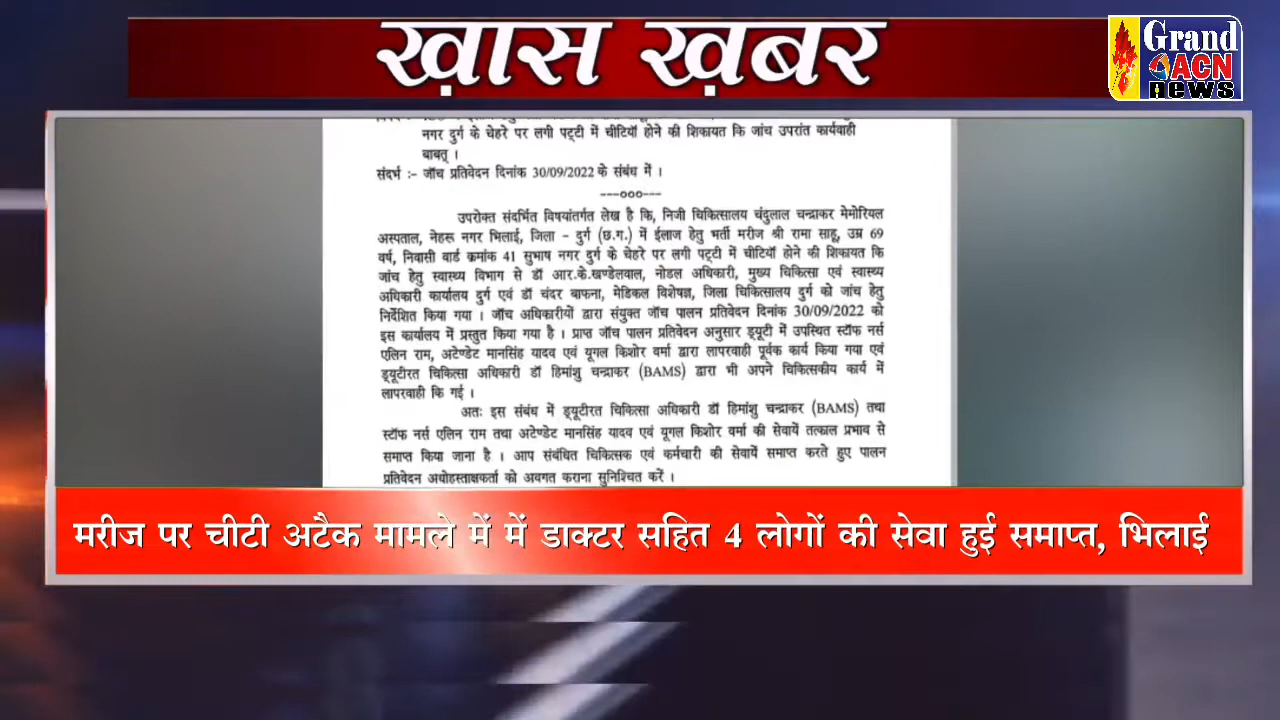 ख़ास ख़बर
Grand
ACN
news
नगर दुर्ग के चेहरे पर लगी पट्टी में चीटियॉ होने की शिकायत कि जांच उपरांत कार्यवाही
बाबत् ।
संदर्भ :- जॉच प्रतिवेदन दिनांक 30/09/2022 के संबंध में ।
---000---
उपरोक्त संदर्भित विषयांतर्गत लेख है कि, निजी चिकित्सालय चंदुलाल चन्द्राकर मेमोरियल
अस्पताल, नेहरू नगर भिलाई, जिला – दुर्ग (छ.ग.) में ईलाज हेतु भर्ती मरीज श्री रामा साहू, उम्र 69
वर्ष, निवासी वार्ड क्रमांक 41 सुभाष नगर दुर्ग के चेहरे पर लगी पट्टी में चीटियॉ होने की शिकायत कि
जांच हेतु स्वास्थ्य विभाग से डॉ आर.के.खण्डेलवाल, नोडल अधिकारी, मुख्य चिकित्सा एवं स्वास्थ्य
अधिकारी कार्यालय दुर्ग एवं डॉ चंदर बाफना, मेडिकल विशेषज्ञ, जिला चिकित्सालय दुर्ग को जांच हेतु
निर्देशित किया गया । जॉच अधिकारीयों द्वारा संयुक्त जॉच पालन प्रतिवेदन दिनांक 30/09/2022 को
इस कार्यालय में प्रस्तुत किया गया है । प्राप्त जॉच पालन प्रतिवेदन अनुसार ड्यूटी में उपस्थित स्टॉफ नर्स
एलिन राम, अटेण्डेट मानसिंह यादव एवं यूगल किशोर वर्मा द्वारा लापरवाही पूर्वक कार्य किया गया एवं
ड्यूटीरत चिकित्सा अधिकारी डॉ हिमांशु चन्द्राकर (BAMS) द्वारा भी अपने चिकित्सकीय कार्य में
लापरवाही कि गई ।
अतः इस संबंध में ड्यूटीरत चिकित्सा अधिकारी डॉ हिमांशु चन्द्राकर (BAMS) तथा
स्टॉफ नर्स एलिन राम तथा अटेण्डेट मानसिंह यादव एवं यूगल किशोर वर्मा की सेवायें तत्काल प्रभाव से
समाप्त किया जाना है । आप संबंधित चिकित्सक एवं कर्मचारी की सेवायें समाप्त करते हुए पालन
प्रतिवेदन अधोहस्ताक्षकर्ता को अवगत कराना सुनिश्चित करें ।
मरीज पर चीटी अटैक मामले में में डाक्टर सहित 4 लोगों की सेवा हुई समाप्त, भिलाई